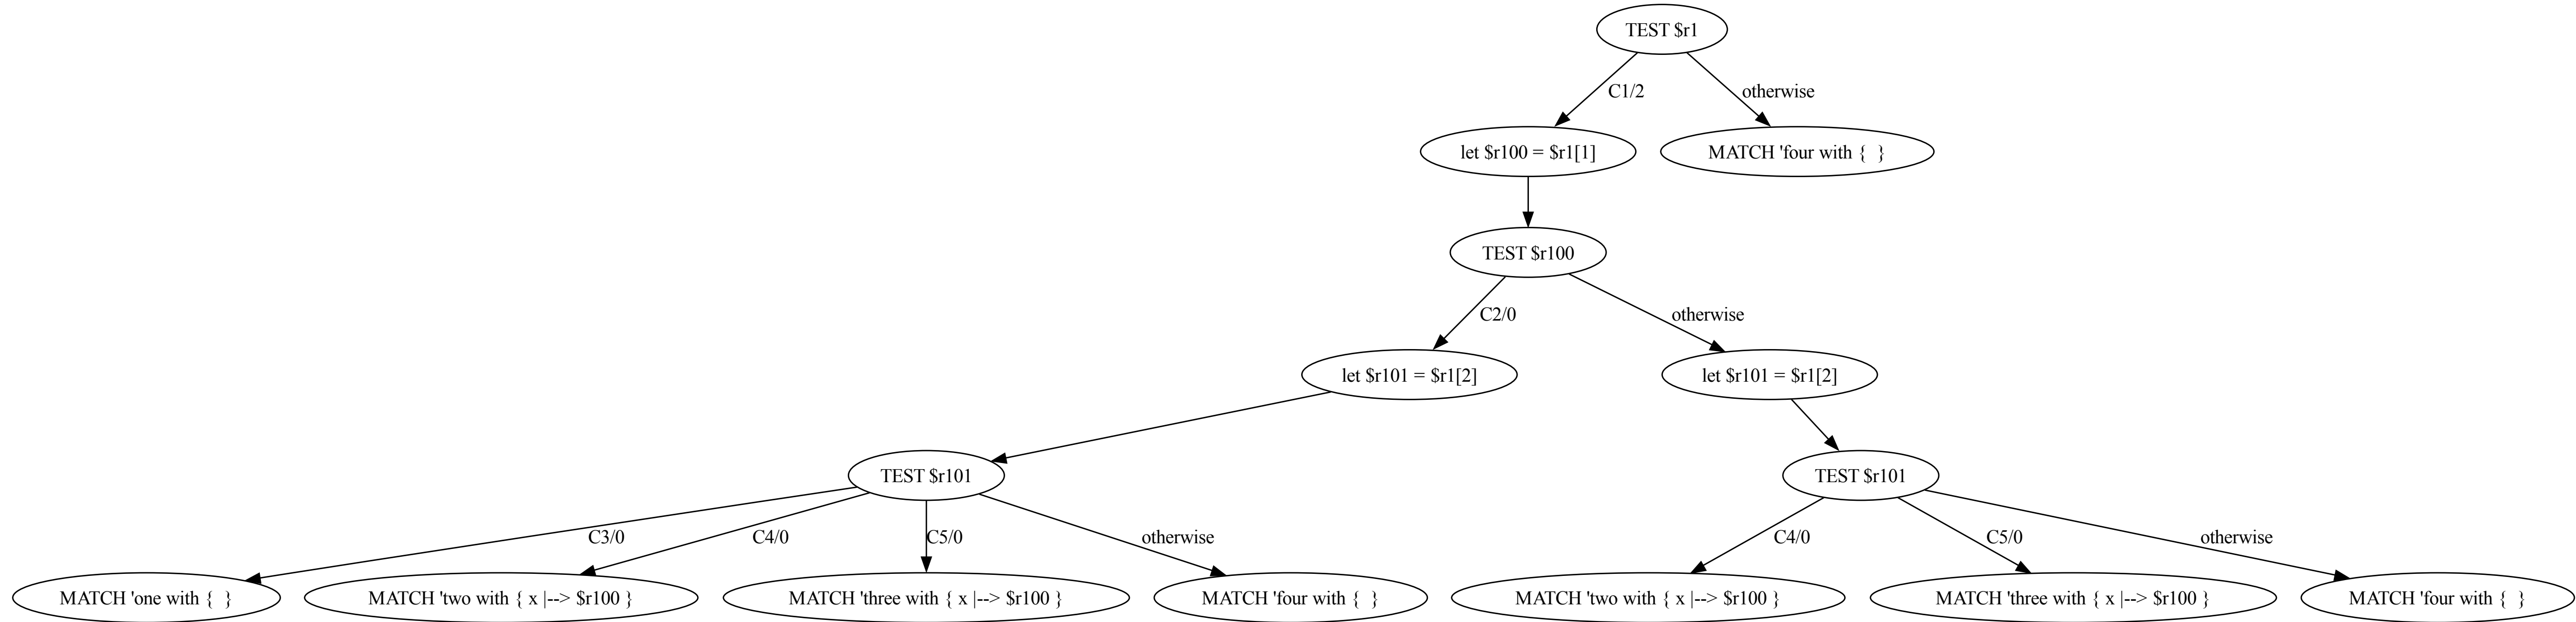 TEST $r1
C1/2
otherwise
let $r100 = $r1[1]
MATCH 'four with {  }
TEST $r100
C2/0
otherwise
let $r101 = $r1[2]
let $r101 = $r1[2]
TEST $r101
TEST $r101
C3/0
C4/0
C5/0
otherwise
C4/0
C5/0
otherwise
MATCH 'one with {  }
MATCH 'two with { x |--> $r100 }
MATCH 'three with { x |--> $r100 }
MATCH 'four with {  }
MATCH 'two with { x |--> $r100 }
MATCH 'three with { x |--> $r100 }
MATCH 'four with {  }